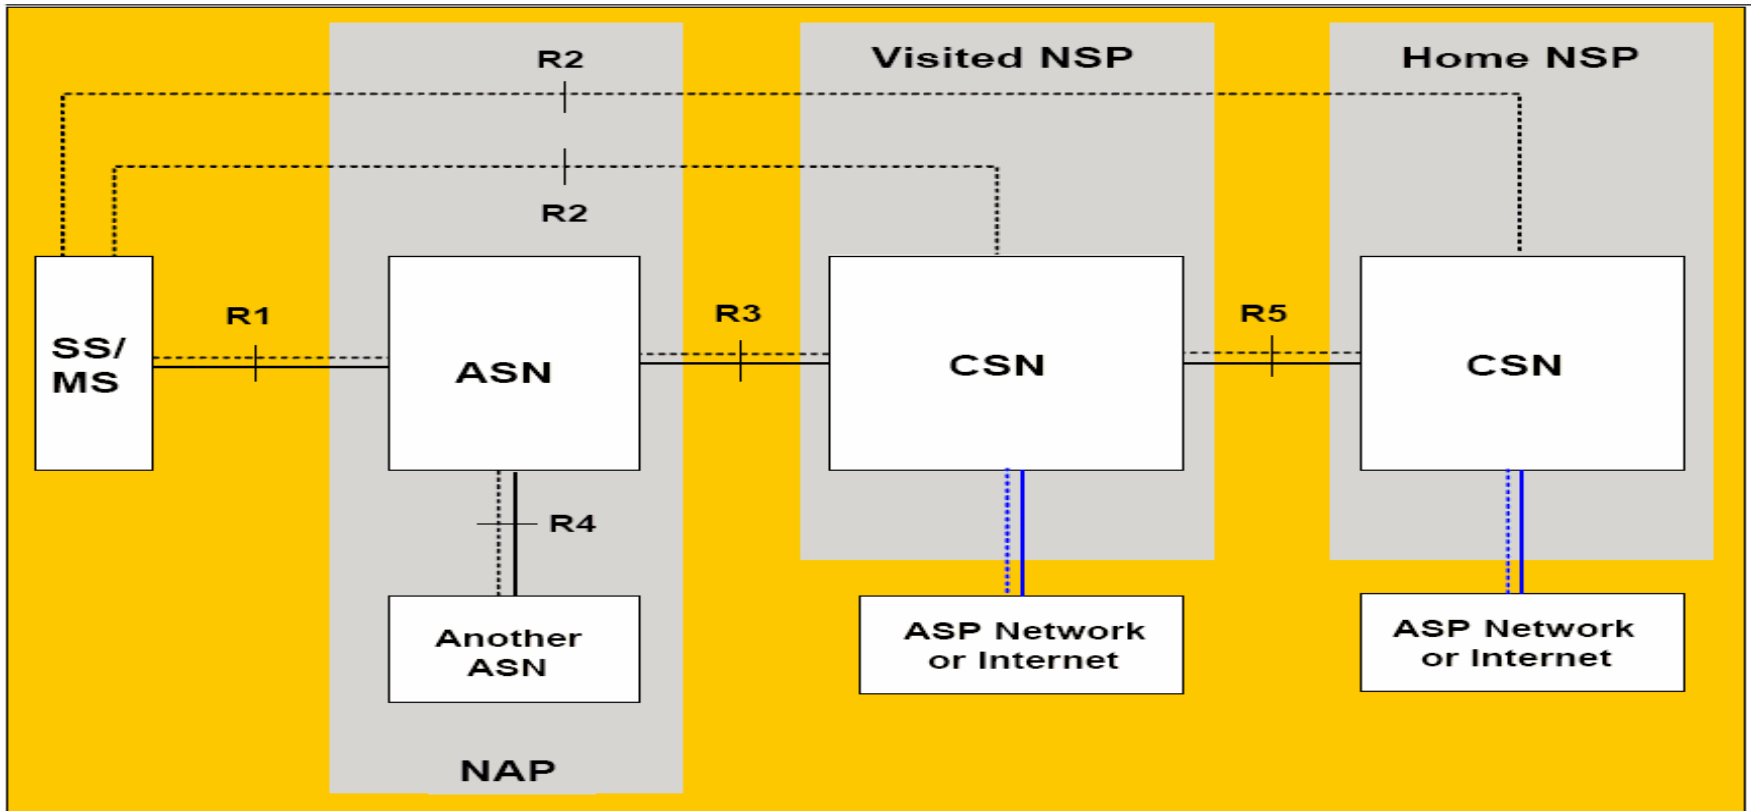 R2
Visited NSP
Home NSP
R2
R1
R3
R5
SS/
MS
ASN
CSN
CSN
R4
Another
ASN
ASP Network
or Internet
ASP Network
or Internet
NAP